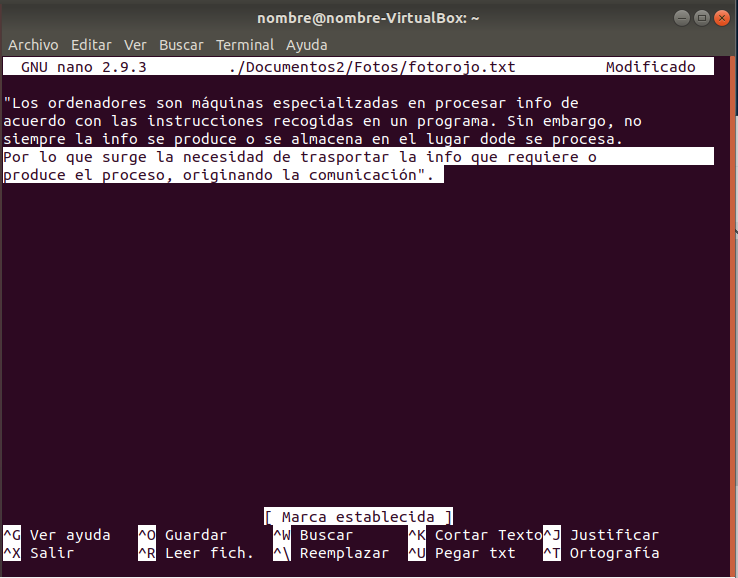 nombre@nombre-VirtualBox: ~
Archivo Editar Ver Buscar Terminal Ayuda
GNU nano 2.9.3 ./Documentos2/Fotos/fotorojo.txt Modificado
"Los ordenadores son máquinas especializadas en procesar info de
acuerdo con las instrucciones recogidas en un programa. Sin embargo, no
siempre la info se produce o se almacena en el lugar dode se procesa.
Por lo que surge la necesidad de trasportar la info que requiere o
produce el proceso, originando la comunicación".
[ Marca establecida ]
^G Ver ayuda ^O Guardar ^W Buscar ^K Cortar Texto^J Justificar
^X Salir ^R Leer fich. ^\ Reemplazar ^U Pegar txt ^T Ortografía